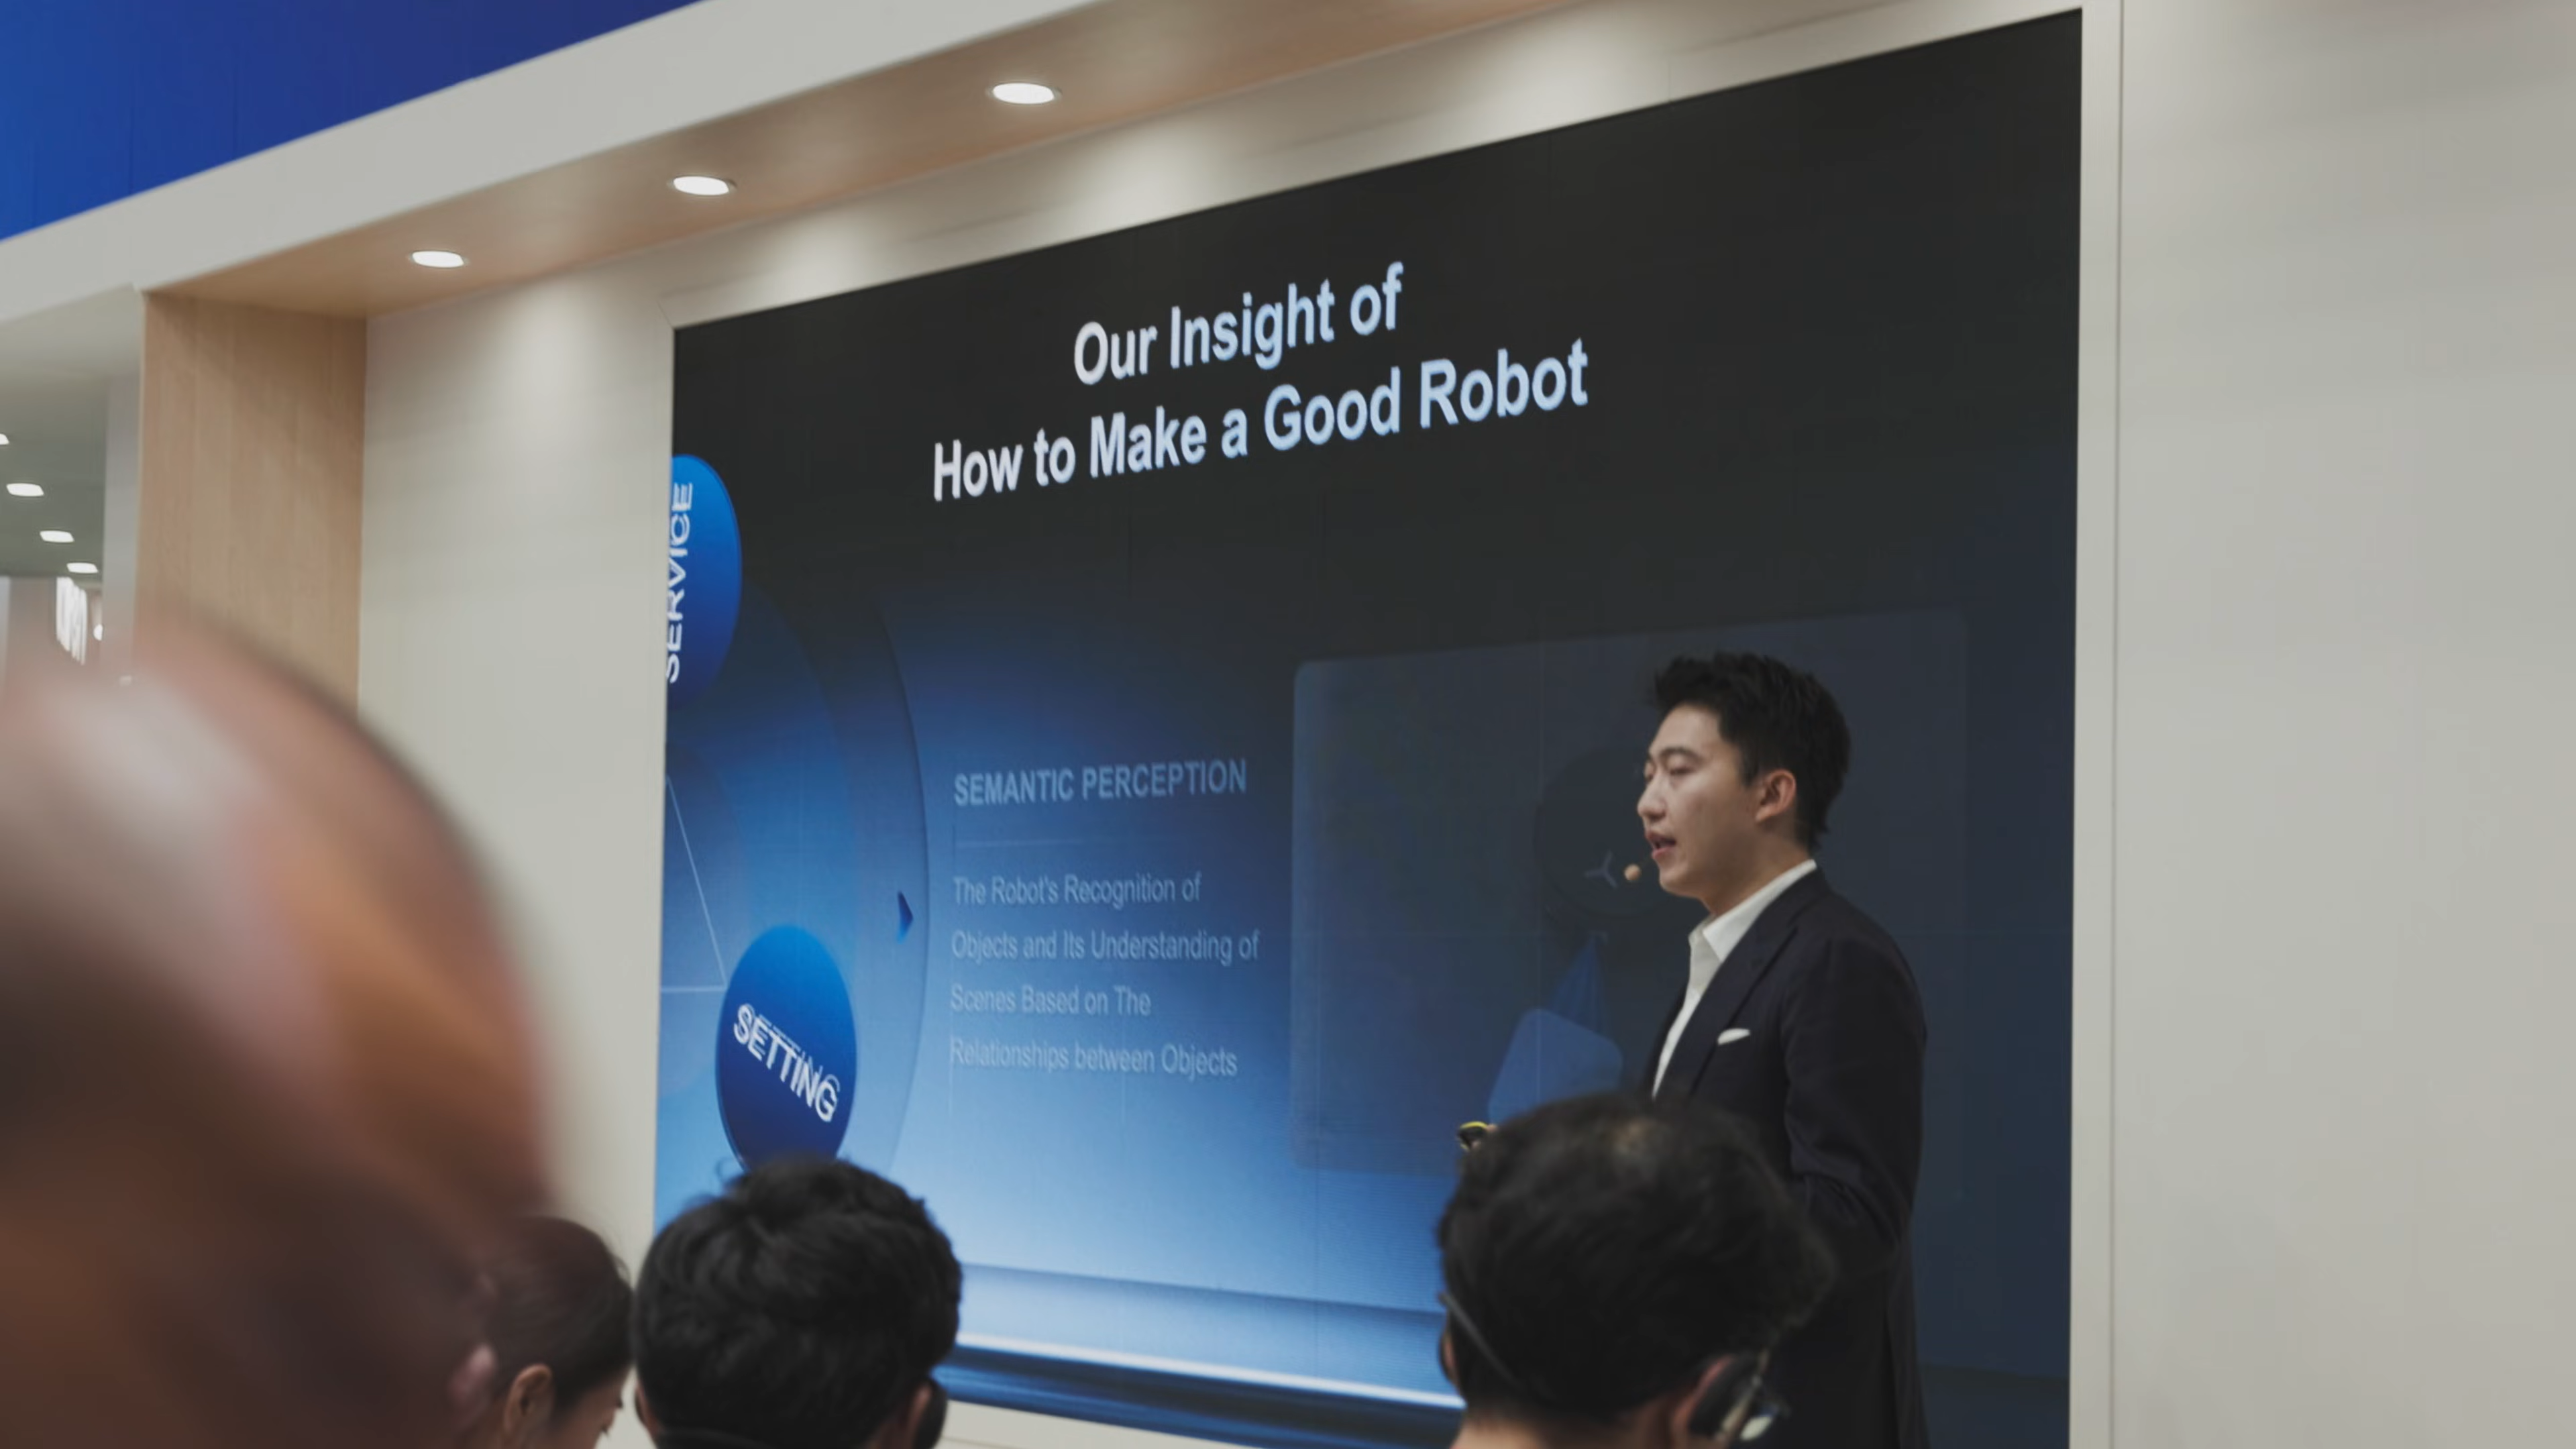 Our Insight of
How to Make a Good Robot
SERVICE
SEMANTIC PERCEPTION
The Robot's Recognition of
Objects and Its Understanding of
Scenes Based on The
Relationships between Objects
SETTING